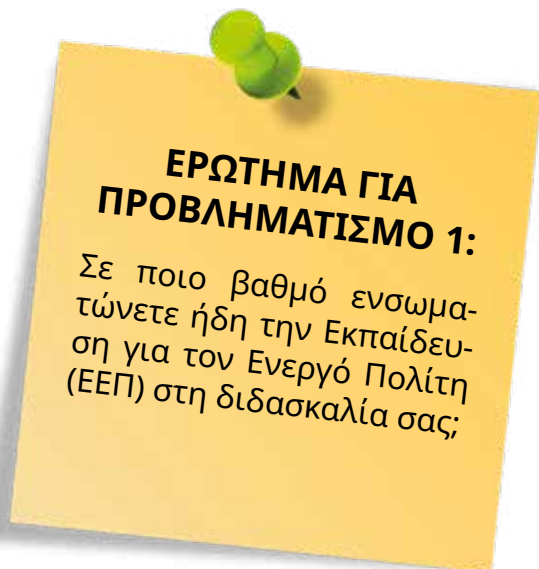 ΕΡΩΤΗΜΑ ΓΙΑ
ΠΡΟΒΛΗΜΑΤΙΣΜΟ 1:
Σε ποιο βαθμό ενσωμα-
τώνετε ήδη την Εκπαίδευ-
ση για τον Ενεργό Πολίτη
(ΕΕΠ) στη διδασκαλία σας;